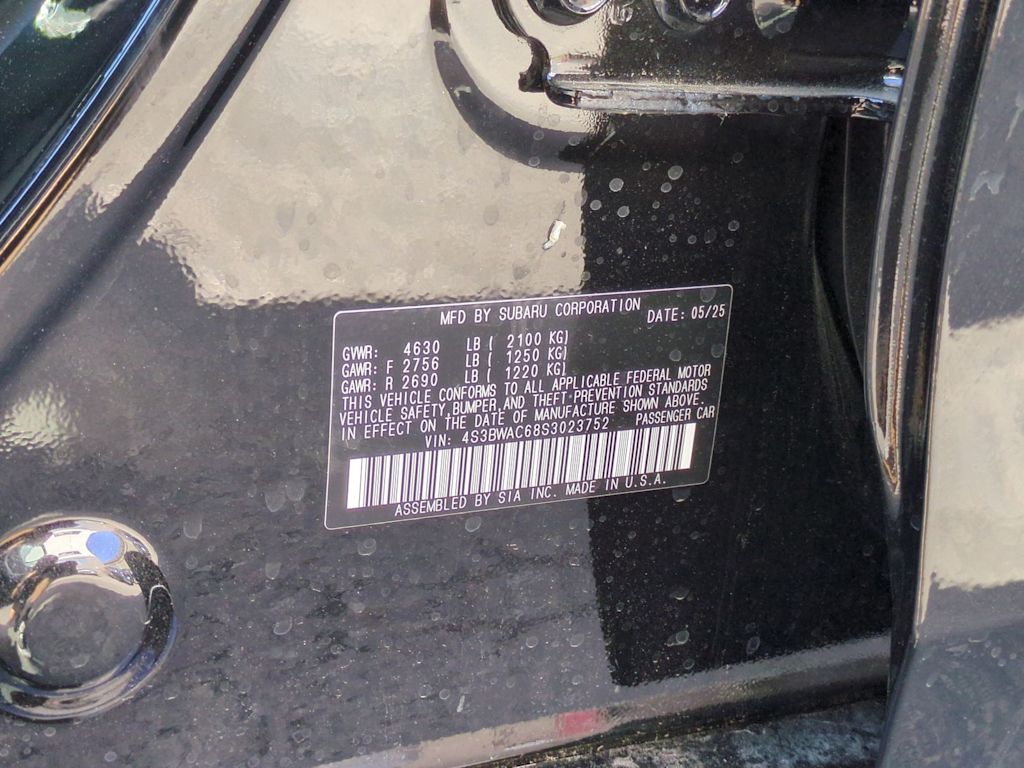 MFD BY SUBARU CORPORATION DATE: 05/25
GVWR: 4630 LB ( 2100 KG)
GAWR: F 2756 LB ( 1250 KG)
GAWR: R 2690 LB ( 1220 KG)
THIS VEHICLE CONFORMS TO ALL APPLICABLE FEDERAL MOTOR
VEHICLE SAFETY, BUMPER, AND THEFT PREVENTION STANDARDS
IN EFFECT ON THE DATE OF MANUFACTURE SHOWN ABOVE.
VIN: 4S3BWAC68S3023752 PASSENGER CAR
ASSEMBLED BY SIA INC. MADE IN U.S.A.